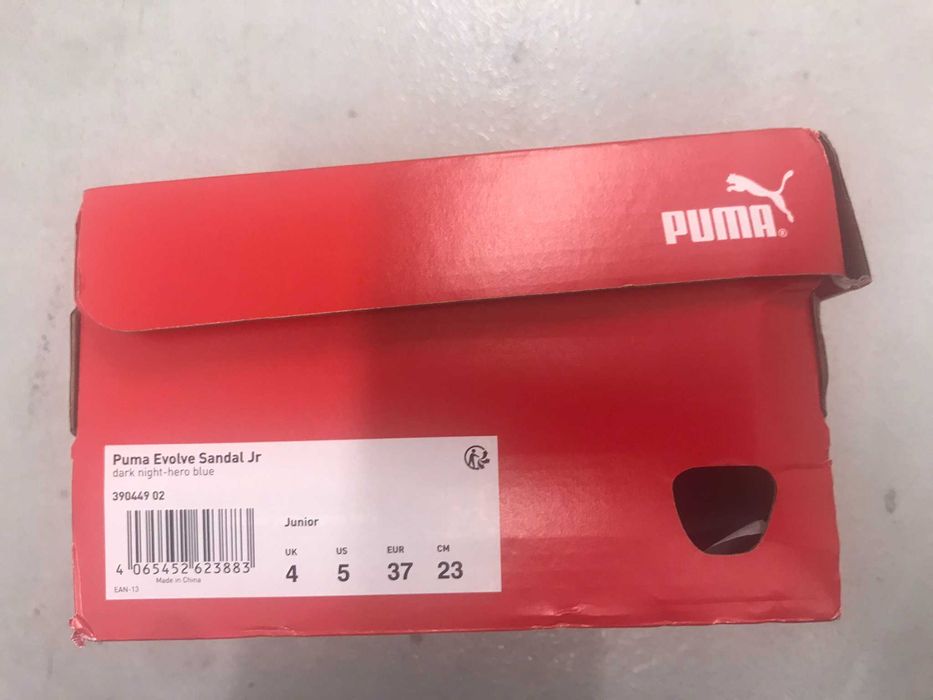 PUMA®
Puma Evolve Sandal Jr
dark night-hero blue
390449 02
Junior
UK US EUR CM
4 5 37 23
4 065452 623883
Made in China
EAN-13